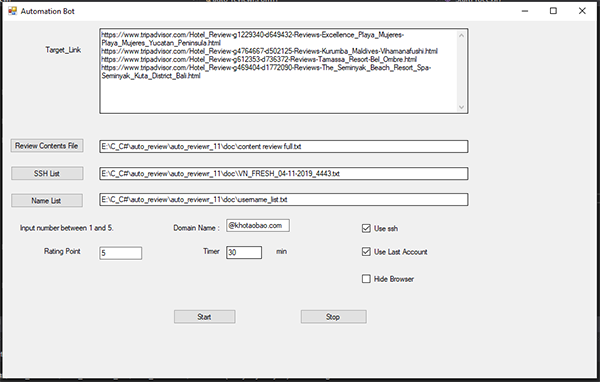 Automation Bot
Target_Link
https://www.tripadvisor.com/Hotel_Review-g1229340-d649432-Reviews-Excellence_Playa_Mujeres-
Playa_Mujeres_Yucatan_Peninsula.html
https://www.tripadvisor.com/Hotel_Review-g4764667-d502125-Reviews-Kurumba_Maldives-Vihamanafushi.html
https://www.tripadvisor.com/Hotel_Review-g612353-d736372-Reviews-Tamassa_Resort-Bel_Ombre.html
https://www.tripadvisor.com/Hotel_Review-g469404-d1772090-Reviews-The_Seminyak_Beach_Resort_Spa-
Seminyak_Kuta_District_Bali.html
Review Contents File
E:\C_C#\auto_review\auto_reviewr_11\doc\content review full.txt
SSH List
E:\C_C#\auto_review\auto_reviewr_11\doc\VN_FRESH_04-11-2019_4443.txt
Name List
E:\C_C#\auto_review\auto_reviewr_11\doc\username_list.txt
Input number between 1 and 5.
Domain Name :
@khotaobao.com
Use ssh
Rating Point
5
Timer
30
min
Use Last Account
Hide Browser
Start
Stop